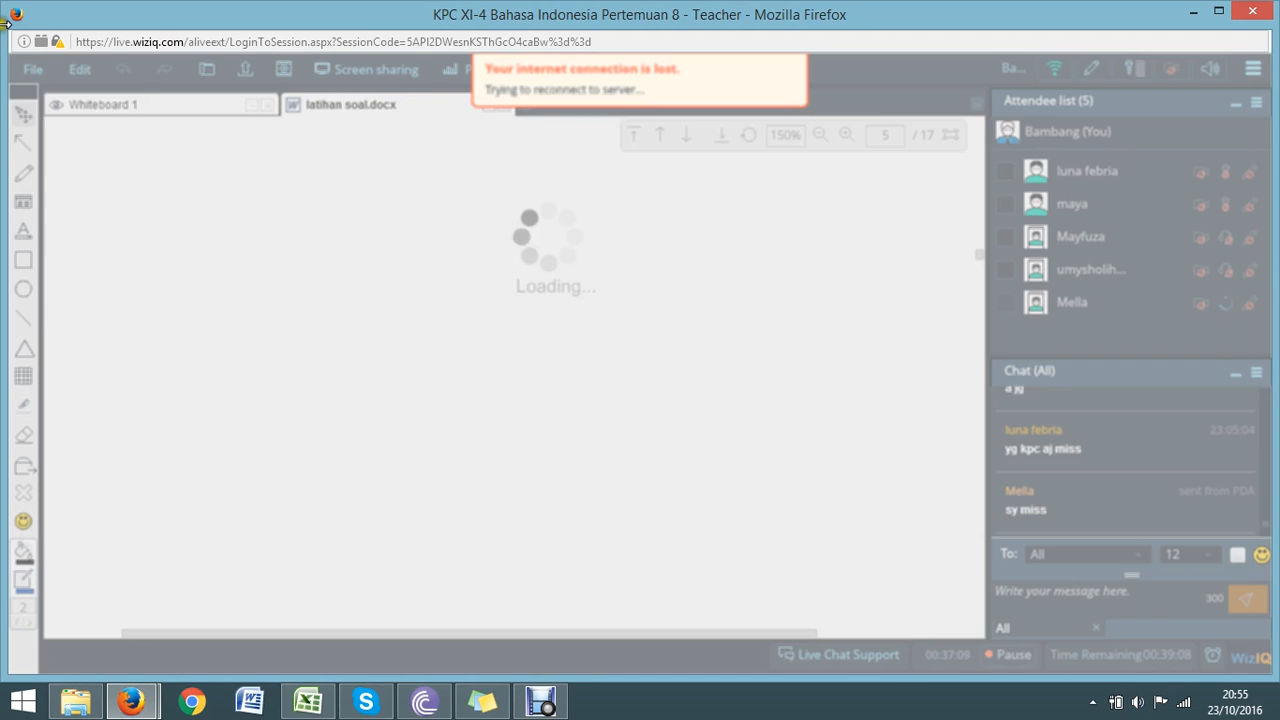 KPC XI-4 Bahasa Indonesia Pertemuan 8 - Teacher - Mozilla Firefox
https://live.wiziq.com/aliveext/LoginToSession.aspx?SessionCode=5API2DWesnKSThGcO4caBw%3d%3d
File Edit Screen sharing Ba...
Your internet connection is lost.
Trying to reconnect to server...
Whiteboard 1
latihan soal.docx
150% 5 / 17
Loading...
Attendee list (5)
Bambang (You)
luna febria
maya
Mayfuza
umysholih...
Mella
Chat (All)
luna febria 23:05:04
yg kpc aj miss
Mella sent from PDA
sy miss
To: All 12
Write your message here. 300
All
2
Live Chat Support 00:37:09 Pause Time Remaining 00:39:08 WizIQ
20:55
23/10/2016